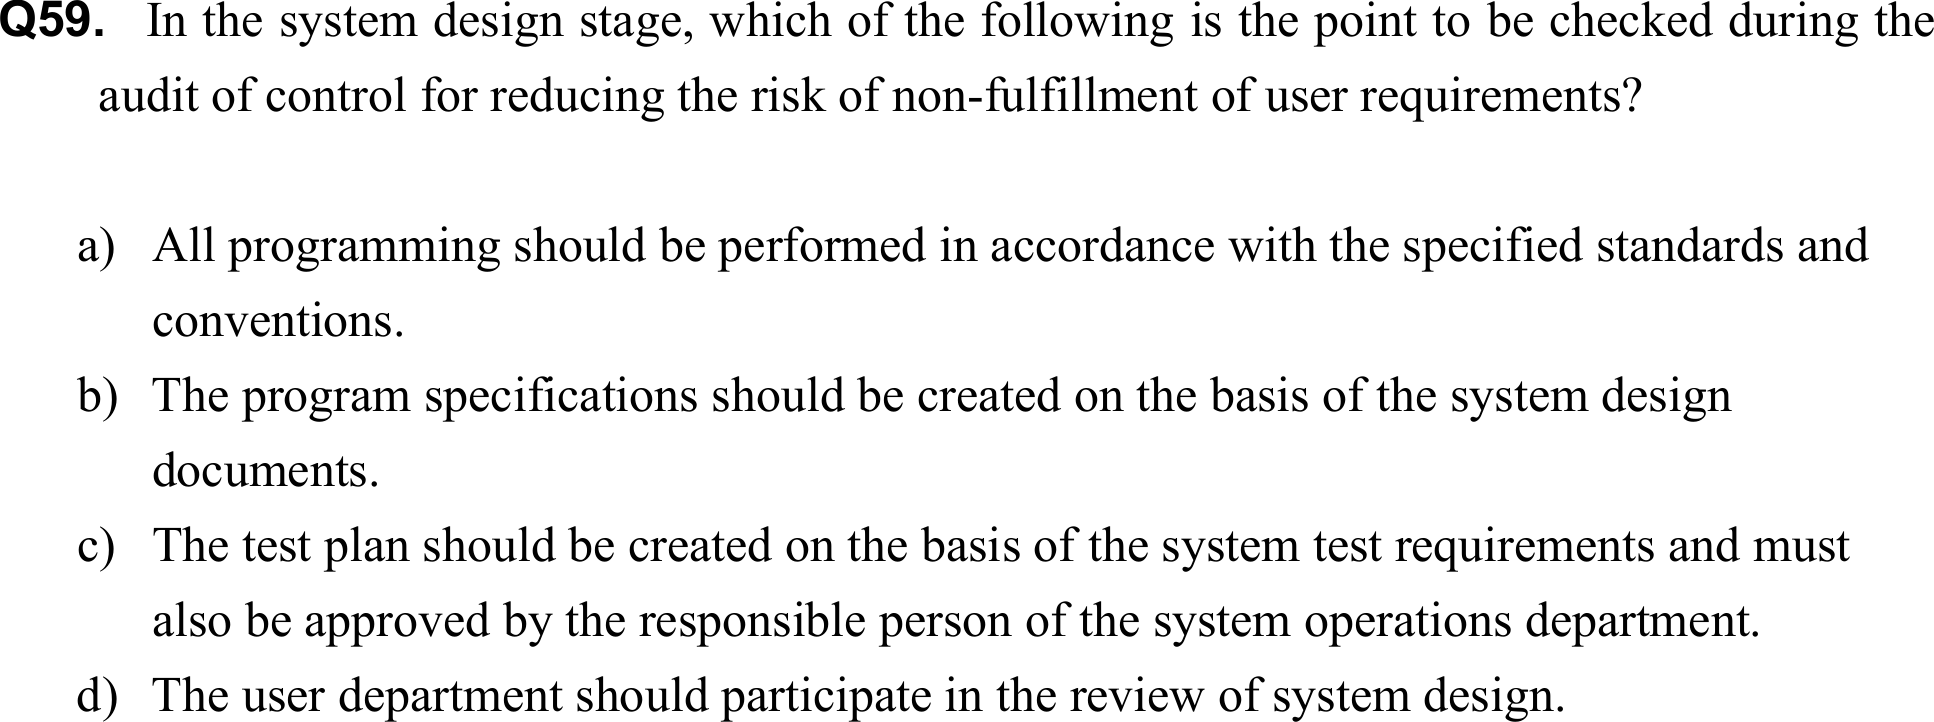 Q59. In the system design stage, which of the following is the point to be checked during the
audit of control for reducing the risk of non-fulfillment of user requirements?
a) All programming should be performed in accordance with the specified standards and
conventions.
b) The program specifications should be created on the basis of the system design
documents.
c) The test plan should be created on the basis of the system test requirements and must
also be approved by the responsible person of the system operations department.
d) The user department should participate in the review of system design.